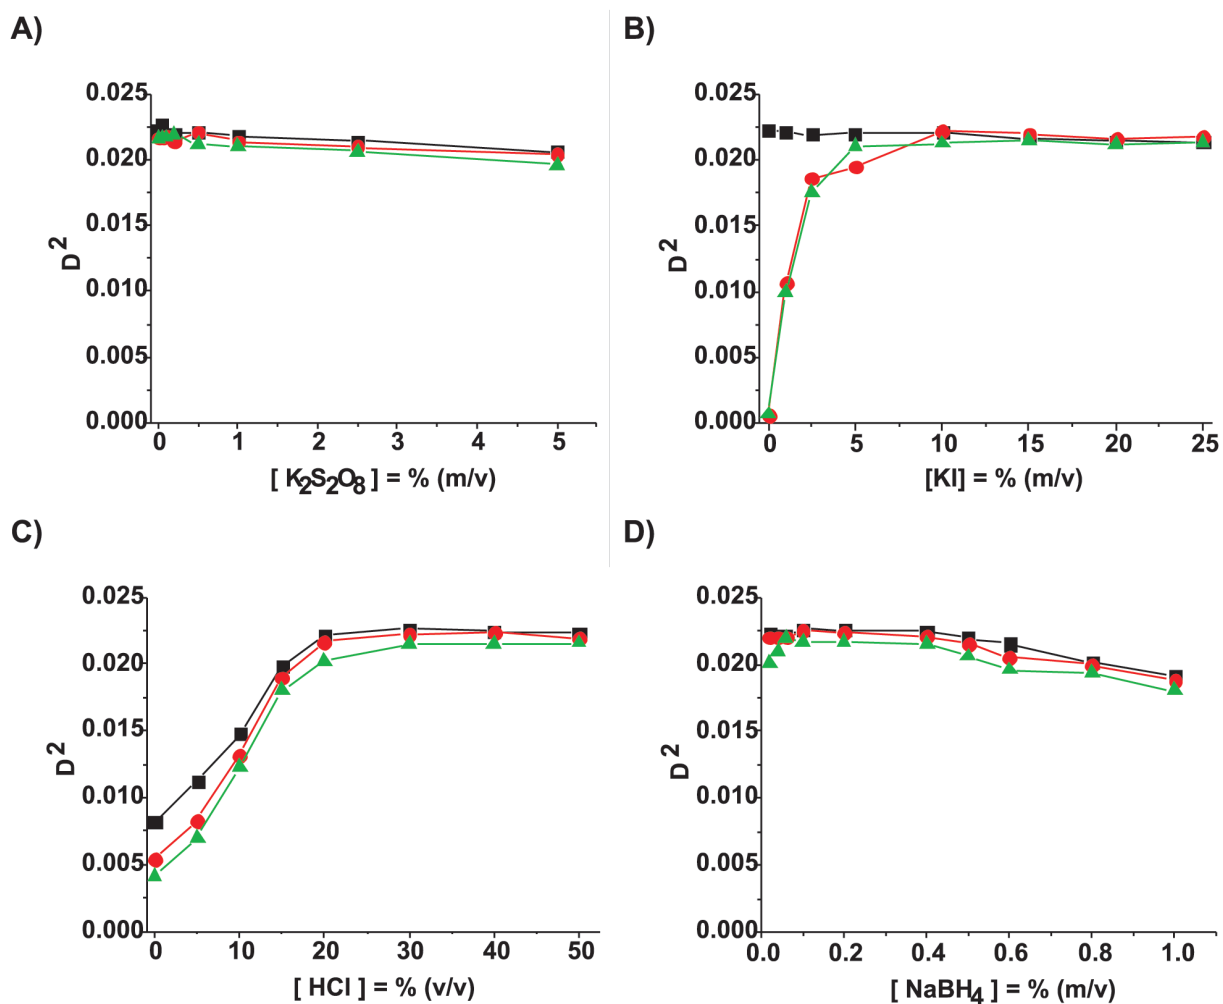 A)
0.025
0.020
0.015
0.010
0.005
0.000
D²
0 1 2 3 4 5
[ K₂S₂O₈ ] = % (m/v)
B)
0.025
0.020
0.015
0.010
0.005
0.000
D²
0 5 10 15 20 25
[KI] = % (m/v)
C)
0.025
0.020
0.015
0.010
0.005
0.000
D²
0 10 20 30 40 50
[ HCl ] = % (v/v)
D)
0.025
0.020
0.015
0.010
0.005
0.000
D²
0.0 0.2 0.4 0.6 0.8 1.0
[ NaBH₄ ] = % (m/v)